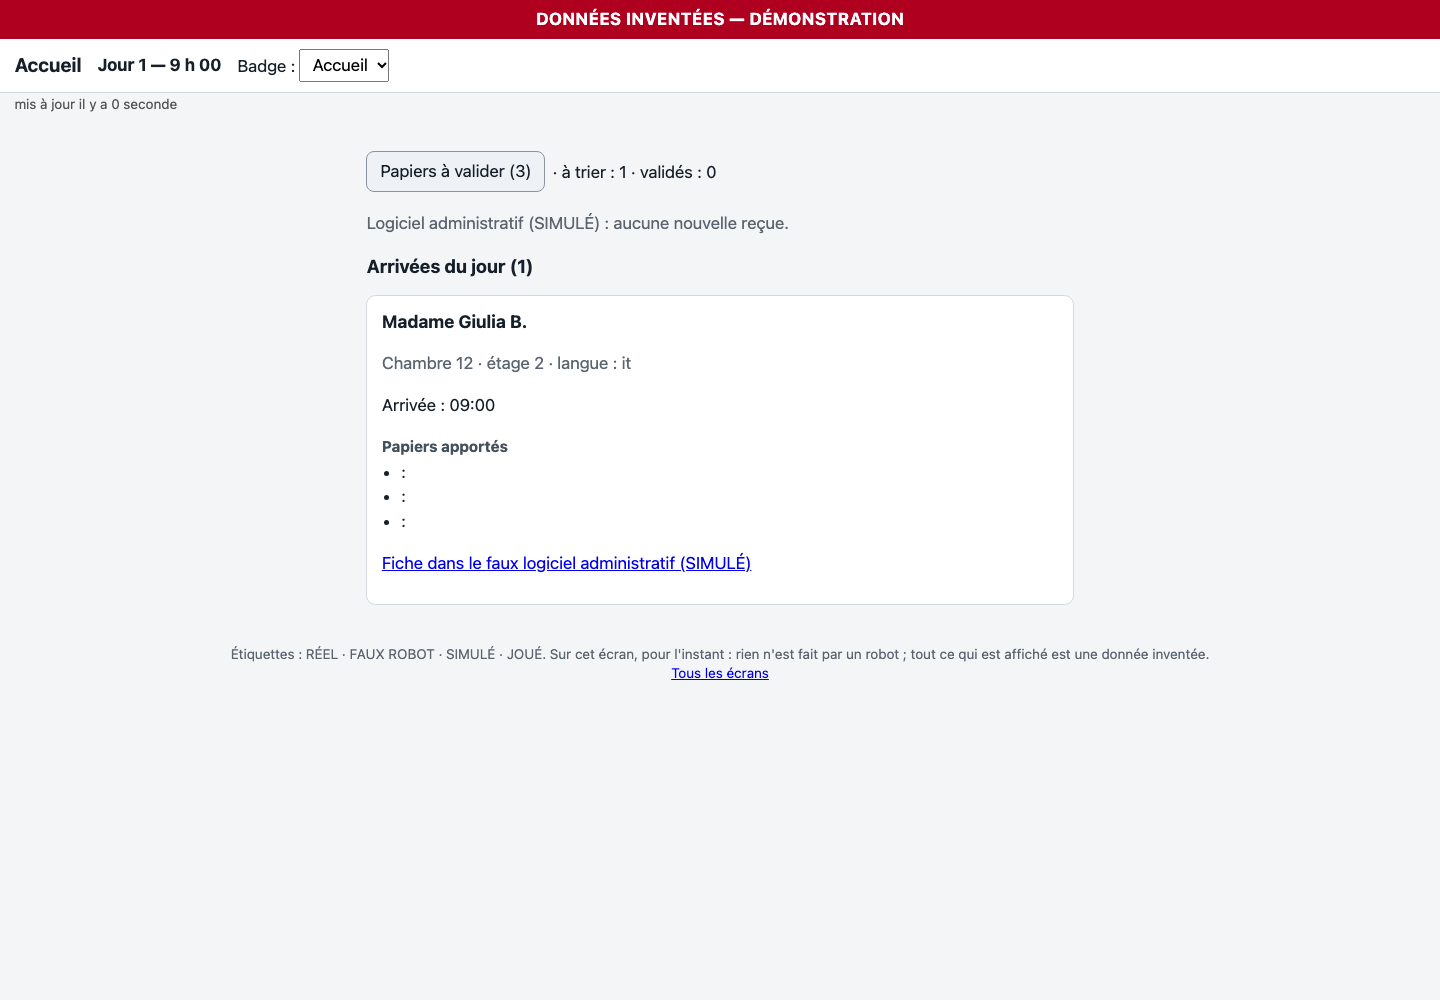 DONNÉES INVENTÉES — DÉMONSTRATION
Accueil Jour 1 — 9 h 00 Badge : Accueil
mis à jour il y a 0 seconde
Papiers à valider (3) · à trier : 1 · validés : 0
Logiciel administratif (SIMULÉ) : aucune nouvelle reçue.
Arrivées du jour (1)
Madame Giulia B.
Chambre 12 · étage 2 · langue : it
Arrivée : 09:00
Papiers apportés
• :
• :
• :
Fiche dans le faux logiciel administratif (SIMULÉ)
Étiquettes : RÉEL · FAUX ROBOT · SIMULÉ · JOUÉ. Sur cet écran, pour l'instant : rien n'est fait par un robot ; tout ce qui est affiché est une donnée inventée.
Tous les écrans